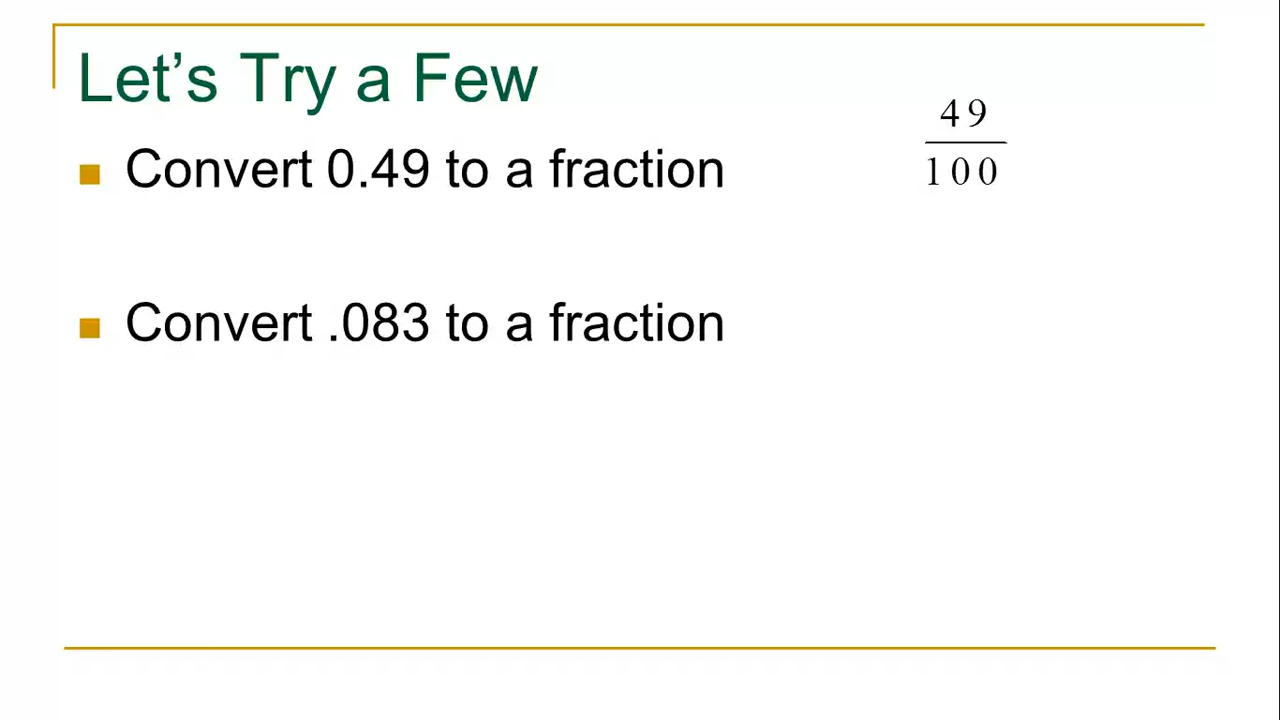 Let’s Try a Few
Convert 0.49 to a fraction
49
100
Convert .083 to a fraction